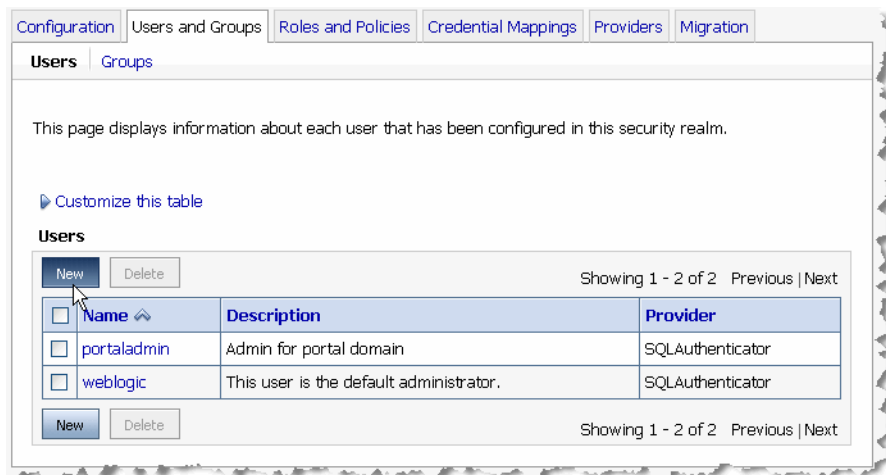 Configuration Users and Groups Roles and Policies Credential Mappings Providers Migration
Users Groups
This page displays information about each user that has been configured in this security realm.
Customize this table
Users
New Delete Showing 1 - 2 of 2 Previous | Next
Name Description Provider
portaladmin Admin for portal domain SQLAuthenticator
weblogic This user is the default administrator. SQLAuthenticator
New Delete Showing 1 - 2 of 2 Previous | Next